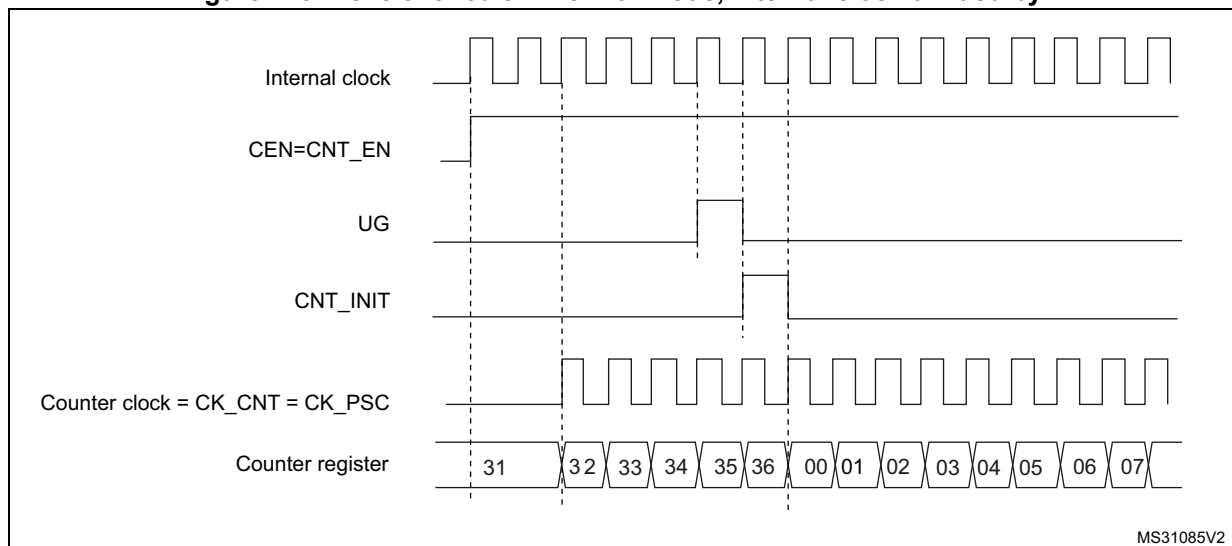 Internal clock
CEN=CNT_EN
UG
CNT_INIT
Counter clock = CK_CNT = CK_PSC
Counter register
31 32 33 34 35 36 00 01 02 03 04 05 06 07
MS31085V2